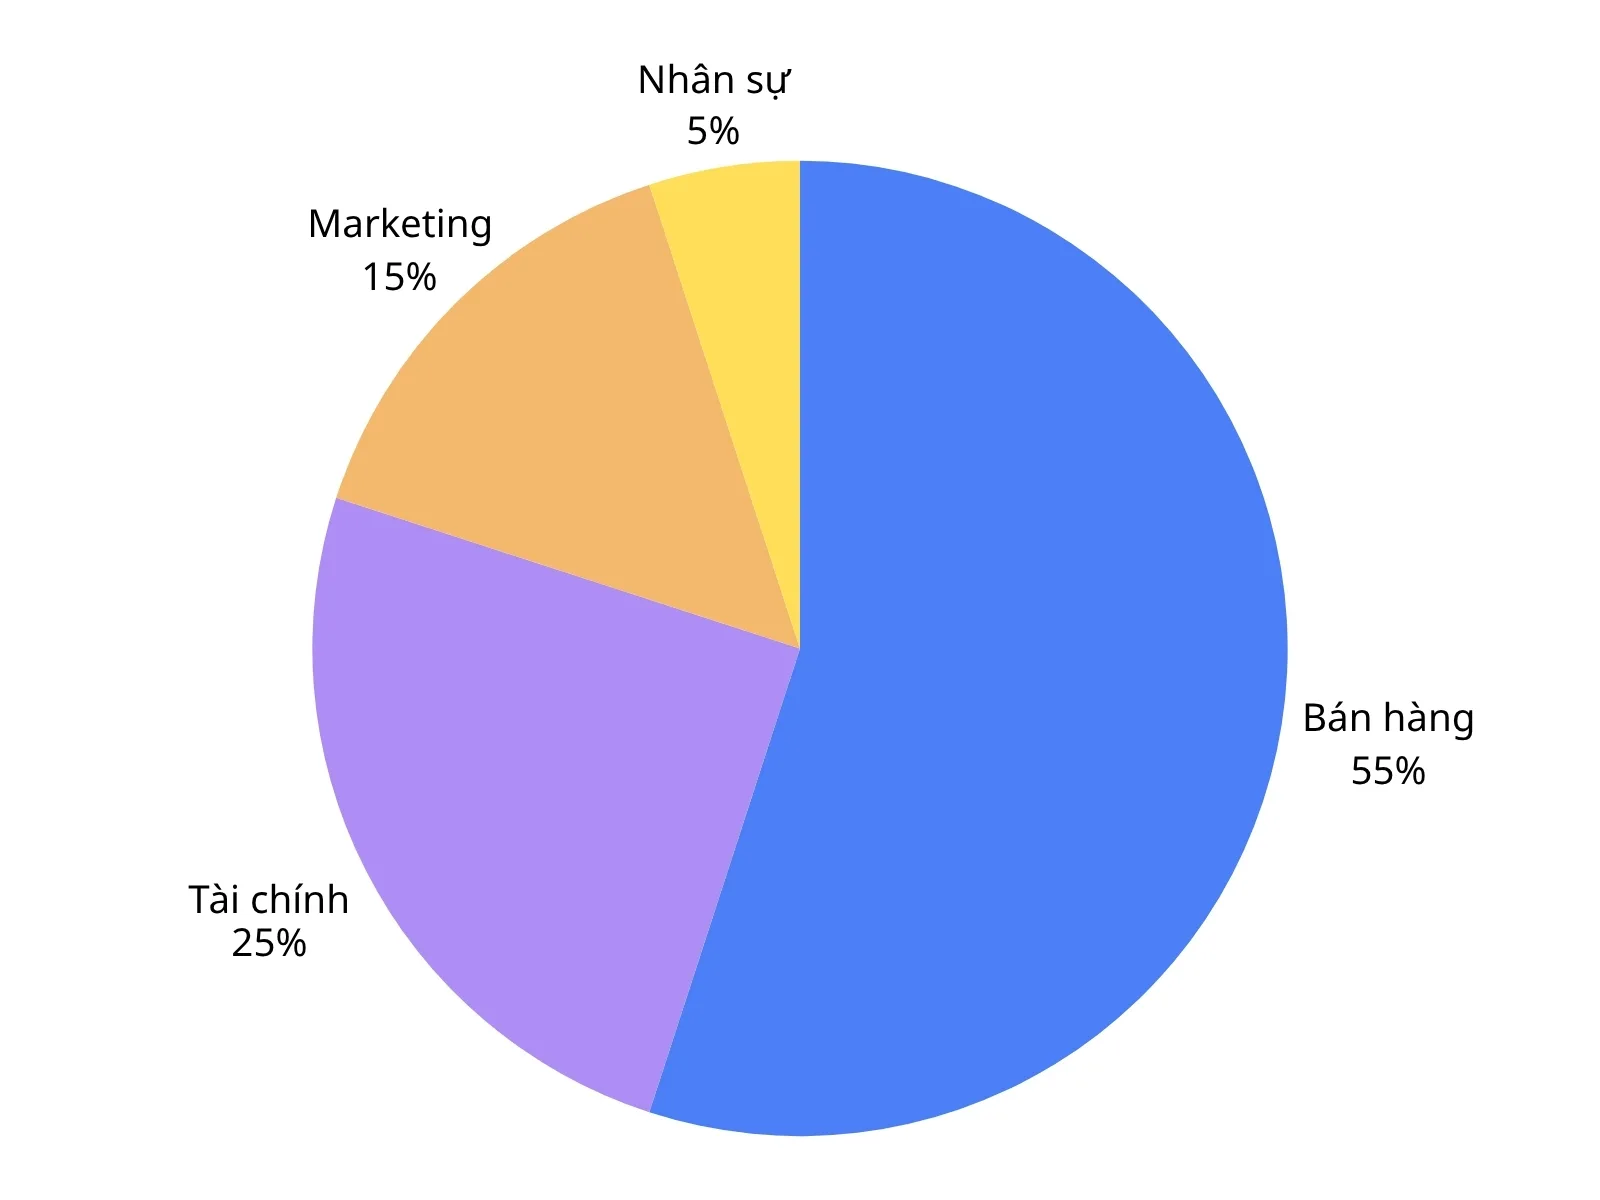 Nhân sự
5%
Marketing
15%
Bán hàng
55%
Tài chính
25%